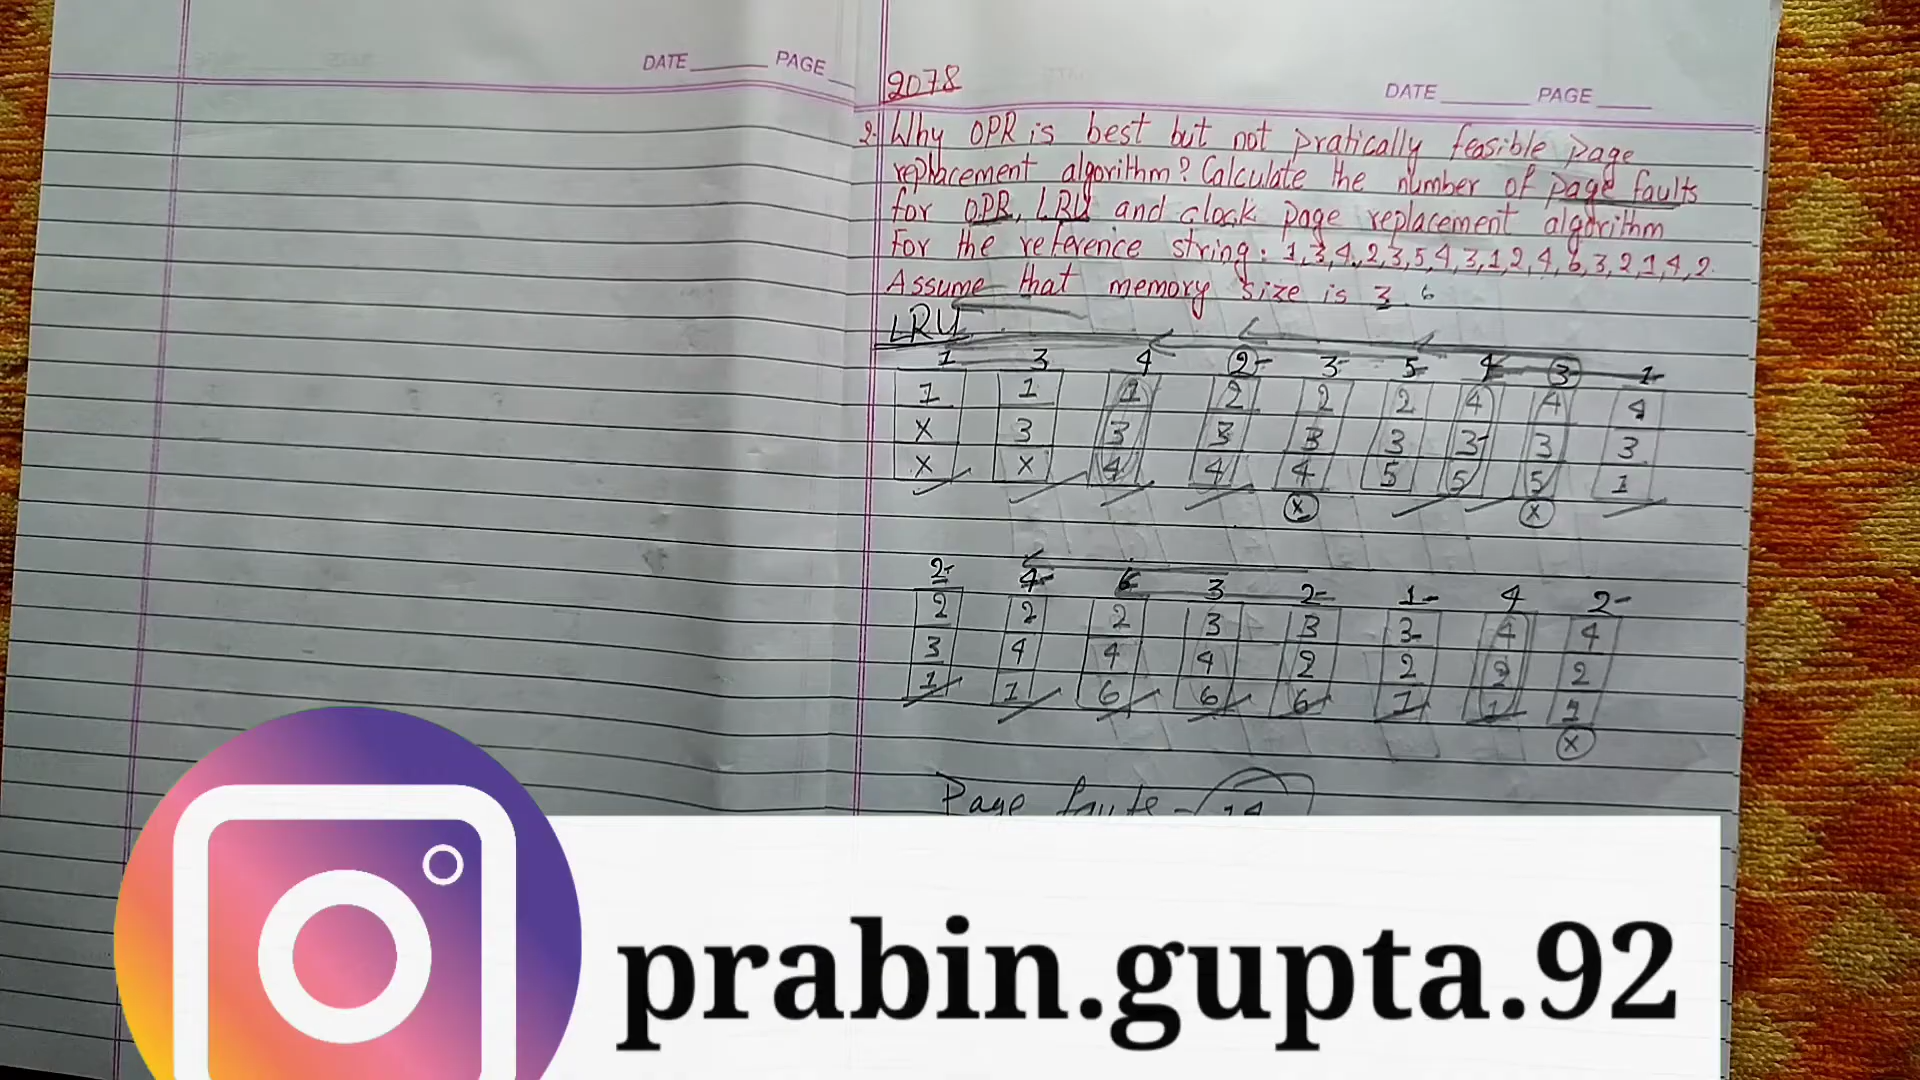 DATE PAGE
2078
DATE PAGE
2. Why OPR is best but not pratically feasible page
replacement algorithm? Calculate the number of page faults
for OPR, LRU and clock page replacement algorithm
For the reference string: 1,3,4,2,3,5,4,3,1,2,4,6,3,2,1,4,2.
Assume that memory size is 3.
LRU
1 3 4 2 3 5 4 3 1
1 1 1 2 2 2 4 4 4
X 3 3 3 3 3 3 3 3
X X 4 4 4 5 5 5 1
X X
2 4 6 3 2 1 4 2
2 2 2 3 3 3 4 4
3 4 4 4 2 2 2 2
1 1 6 6 6 1 1 1
X
Page
prabin.gupta.92